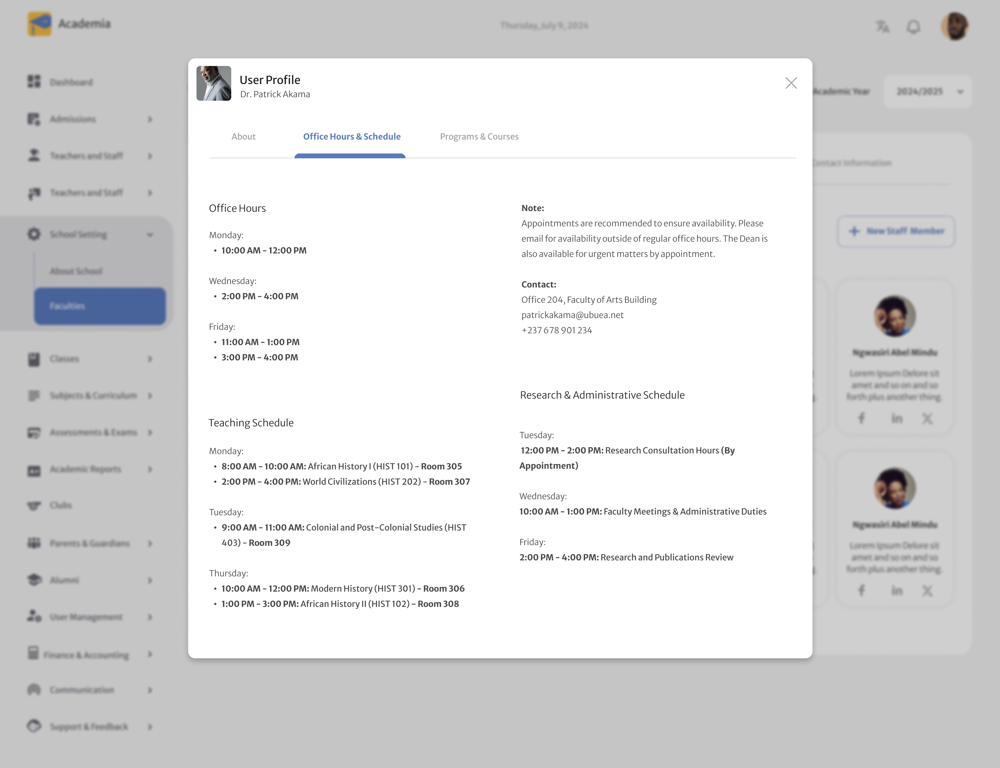 Academia
Thursday, July 9, 2024
Dashboard
Admissions
Teachers and Staff
Teachers and Staff
School Setting
About School
Faculties
Classes
Subjects & Curriculum
Assessments & Exams
Academic Reports
Clubs
Parents & Guardians
Alumni
User Management
Finance & Accounting
Communication
Support & Feedback
User Profile
Dr. Patrick Akama
About
Office Hours & Schedule
Programs & Courses
Office Hours
Monday:
• 10:00 AM – 12:00 PM
Wednesday:
• 2:00 PM – 4:00 PM
Friday:
• 11:00 AM – 1:00 PM
• 3:00 PM – 4:00 PM
Teaching Schedule
Monday:
• 8:00 AM – 10:00 AM: African History I (HIST 101) – Room 305
• 2:00 PM – 4:00 PM: World Civilizations (HIST 202) – Room 307
Tuesday:
• 9:00 AM – 11:00 AM: Colonial and Post-Colonial Studies (HIST
403) – Room 309
Thursday:
• 10:00 AM – 12:00 PM: Modern History (HIST 301) – Room 306
• 1:00 PM – 3:00 PM: African History II (HIST 102) – Room 308
Note:
Appointments are recommended to ensure availability. Please
email for availability outside of regular office hours. The Dean is
also available for urgent matters by appointment.
Contact:
Office 204, Faculty of Arts Building
patrickakama@ubuea.net
+237 678 901 234
Research & Administrative Schedule
Tuesday:
12:00 PM – 2:00 PM: Research Consultation Hours (By
Appointment)
Wednesday:
10:00 AM – 1:00 PM: Faculty Meetings & Administrative Duties
Friday:
2:00 PM – 4:00 PM: Research and Publications Review
Academic Year
2024/2025
Contact Information
New Staff Member
Ngwasiri Abel Mindu
Lorem Ipsum Delore sit
amet and so on and so
forth plus another thing.
f in X
Ngwasiri Abel Mindu
Lorem Ipsum Delore sit
amet and so on and so
forth plus another thing.
f in X